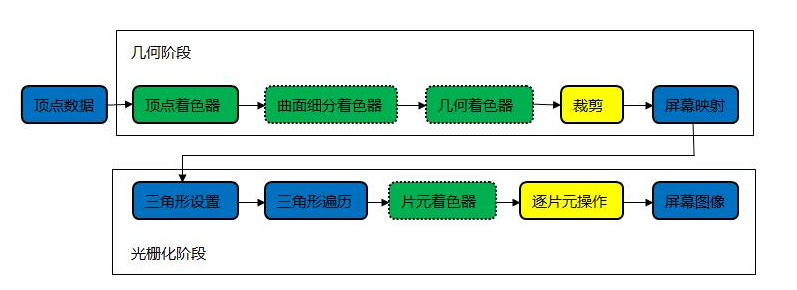 几何阶段
顶点数据
顶点着色器
曲面细分着色器
几何着色器
裁剪
屏幕映射
三角形设置
三角形遍历
片元着色器
逐片元操作
屏幕图像
光栅化阶段